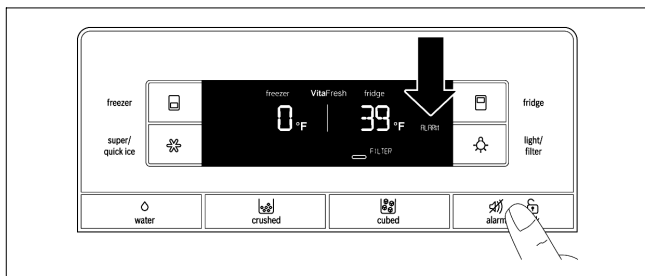 freezer
super/
quick ice
freezer VitaFresh fridge
0°F 39°F
ALARM
FILTER
fridge
light/
filter
water
crushed
cubed
alarm